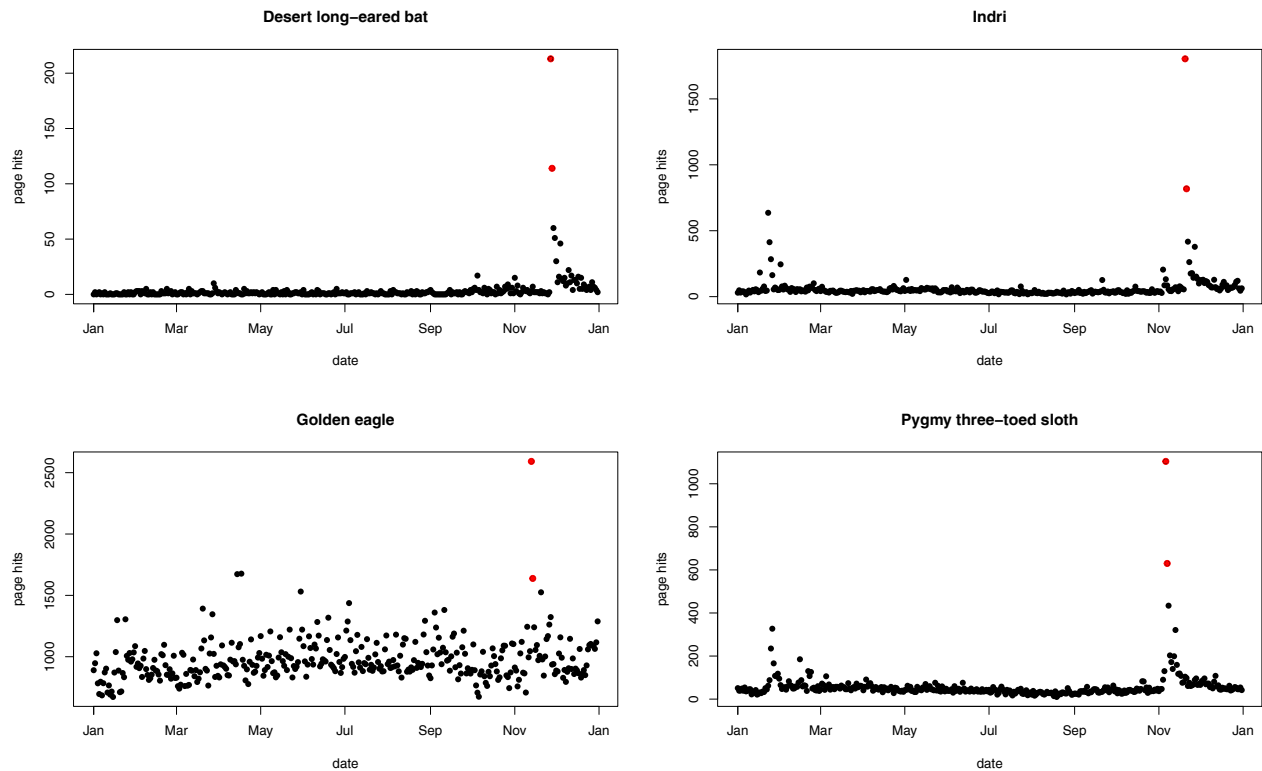 Desert long−eared bat
page hits
200
150
100
50
0
Jan Mar May Jul Sep Nov Jan
date
Indri
page hits
1500
1000
500
0
Jan Mar May Jul Sep Nov Jan
date
Golden eagle
page hits
2500
2000
1500
1000
Jan Mar May Jul Sep Nov Jan
date
Pygmy three−toed sloth
page hits
1000
800
600
400
200
0
Jan Mar May Jul Sep Nov Jan
date